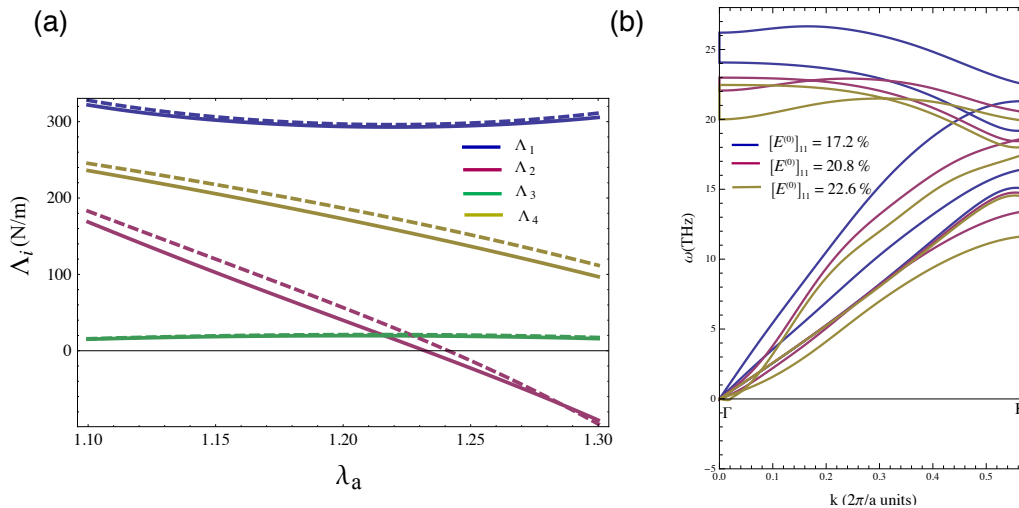 (a)
Λi (N/m)
300
200
100
0
1.10 1.15 1.20 1.25 1.30
λa
Λ1
Λ2
Λ3
Λ4
(b)
ω(THz)
25
20
15
10
5
0
-5
[E(0)]11 = 17.2 %
[E(0)]11 = 20.8 %
[E(0)]11 = 22.6 %
Γ
0.0 0.1 0.2 0.3 0.4 0.5
k (2π/a units)